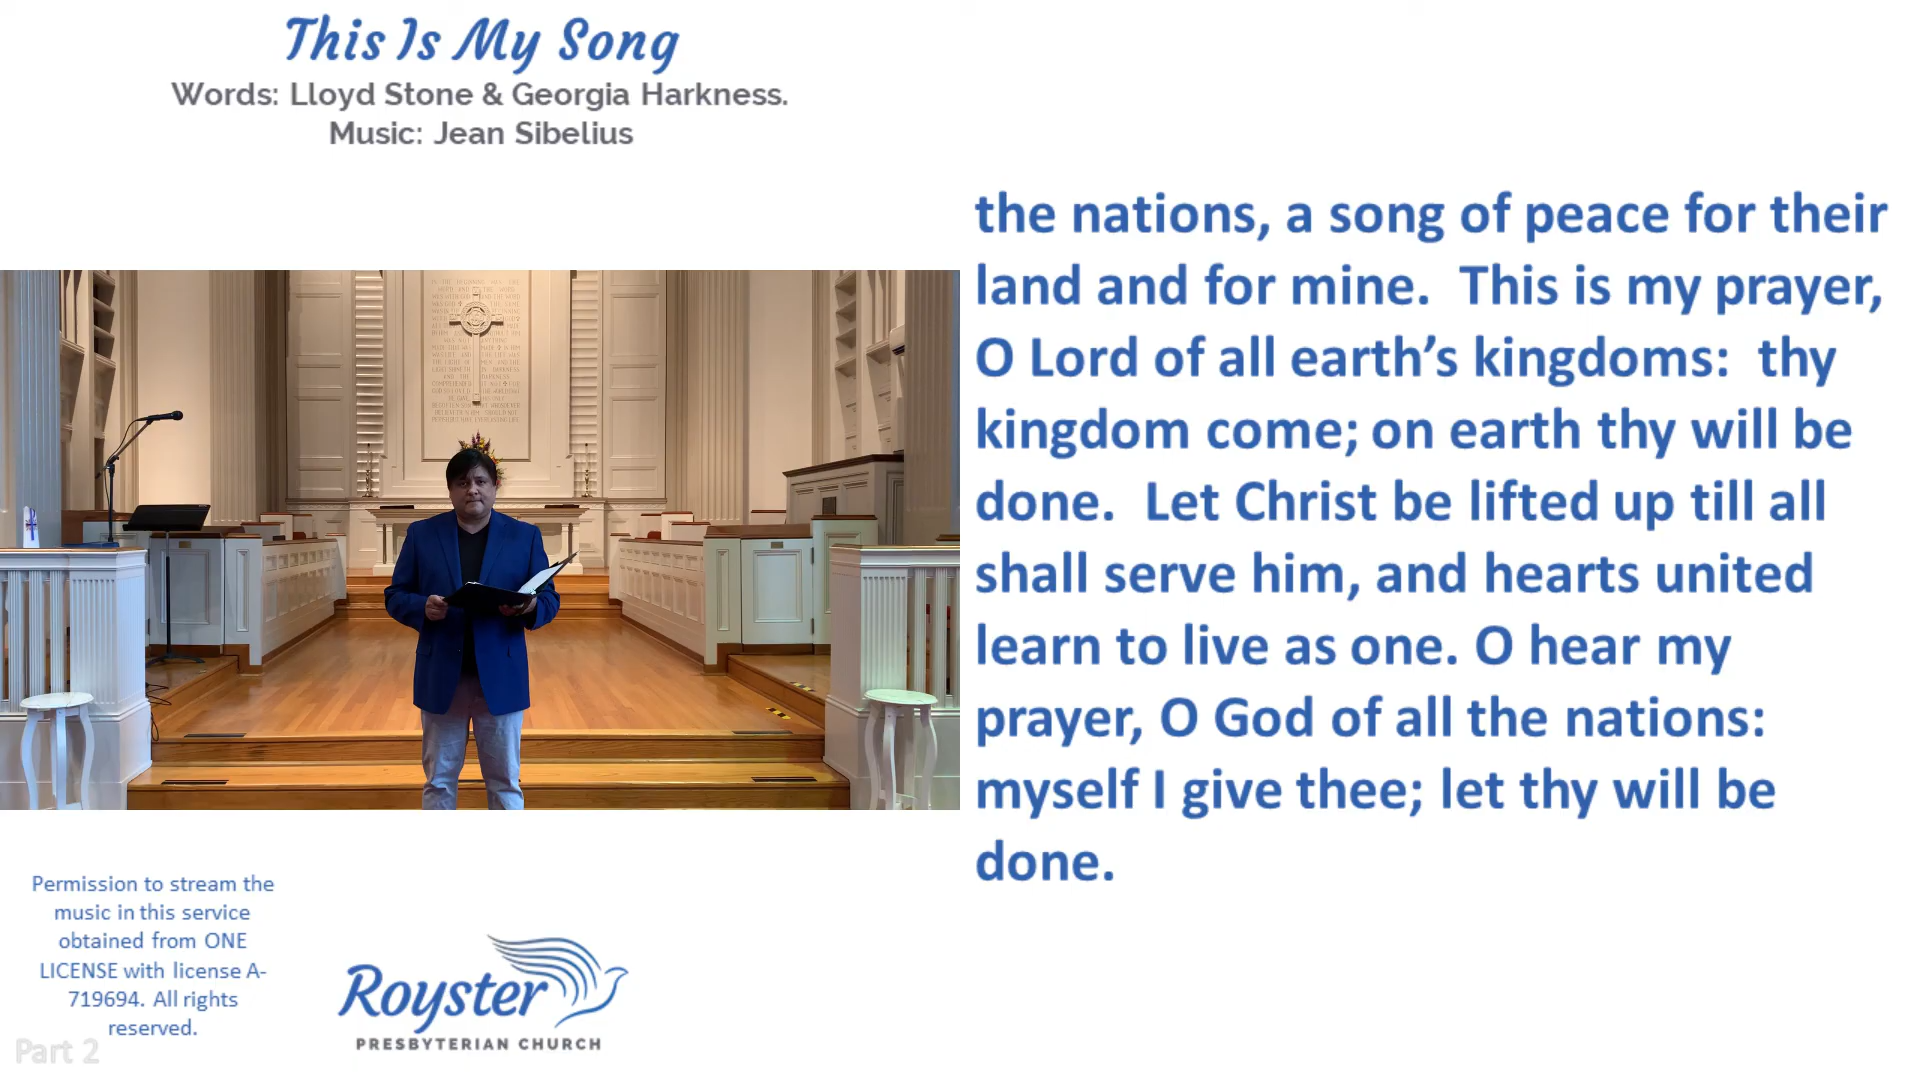 This Is My Song
Words: Lloyd Stone & Georgia Harkness.
Music: Jean Sibelius
the nations, a song of peace for their
land and for mine.  This is my prayer,
O Lord of all earth’s kingdoms:  thy
kingdom come; on earth thy will be
done.  Let Christ be lifted up till all
shall serve him, and hearts united
learn to live as one. O hear my
prayer, O God of all the nations:
myself I give thee; let thy will be
done.
Permission to stream the
music in this service
obtained from ONE
LICENSE with license A-
719694. All rights
reserved.
Part 2
Royster
PRESBYTERIAN CHURCH